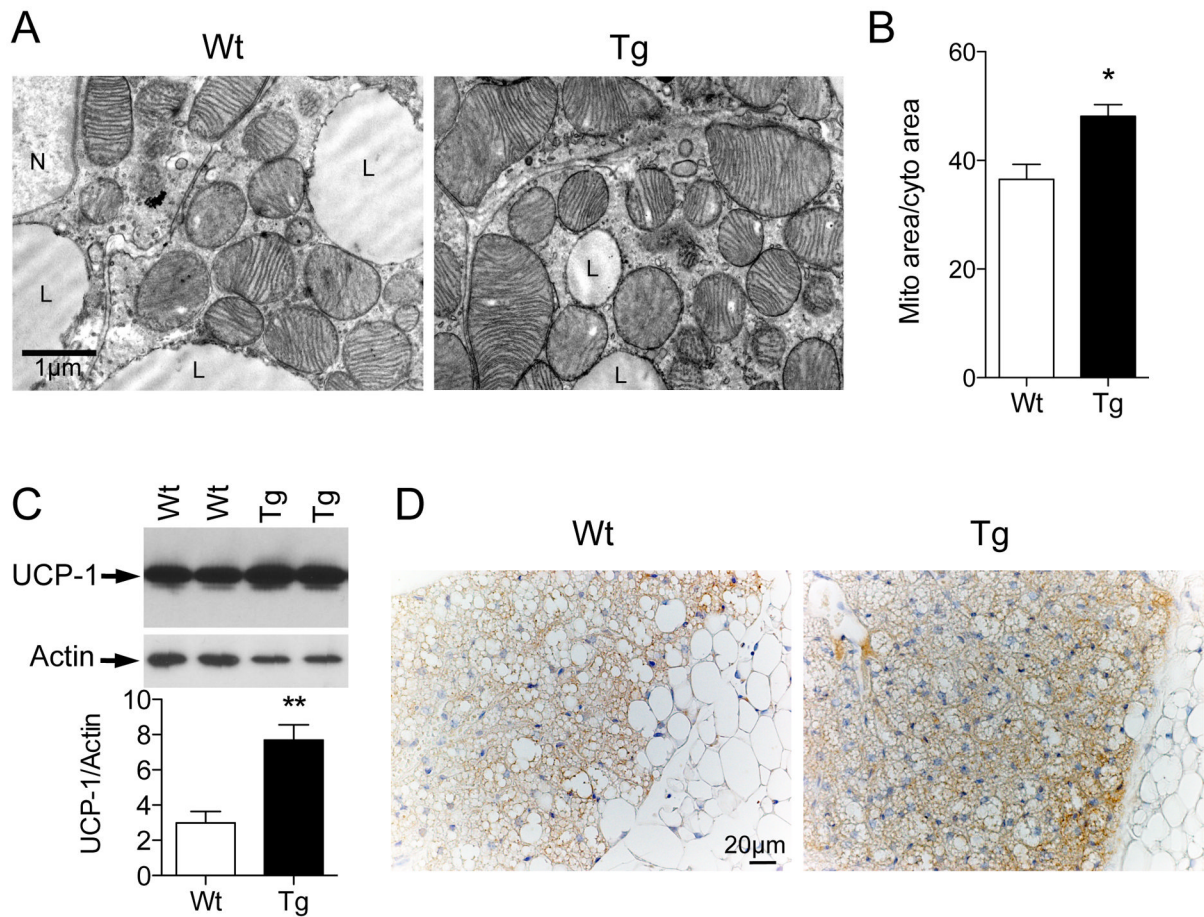 A
Wt
Tg
N
L
L
L
1μm
L
L
B
60
40
20
0
Mito area/cyto area
*
Wt
Tg
C
Wt Wt Tg Tg
UCP-1
Actin
10
8
6
4
2
0
UCP-1/Actin
**
Wt
Tg
D
Wt
Tg
20μm